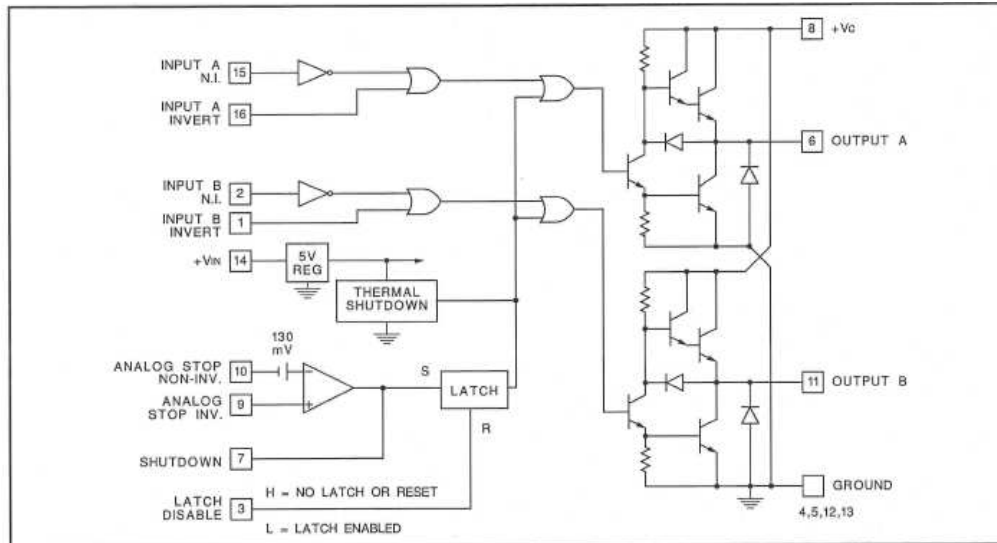 INPUT A
N.I.
15
INPUT A
INVERT
16
INPUT B
N.I.
2
INPUT B
INVERT
1
+VIN
14
5V
REG
THERMAL
SHUTDOWN
130
mV
ANALOG STOP
NON-INV.
10
−
ANALOG
STOP INV.
9
+
S
LATCH
R
SHUTDOWN
7
LATCH
DISABLE
3
H = NO LATCH OR RESET
L = LATCH ENABLED
8
+VC
6
OUTPUT A
11
OUTPUT B
GROUND
4,5,12,13